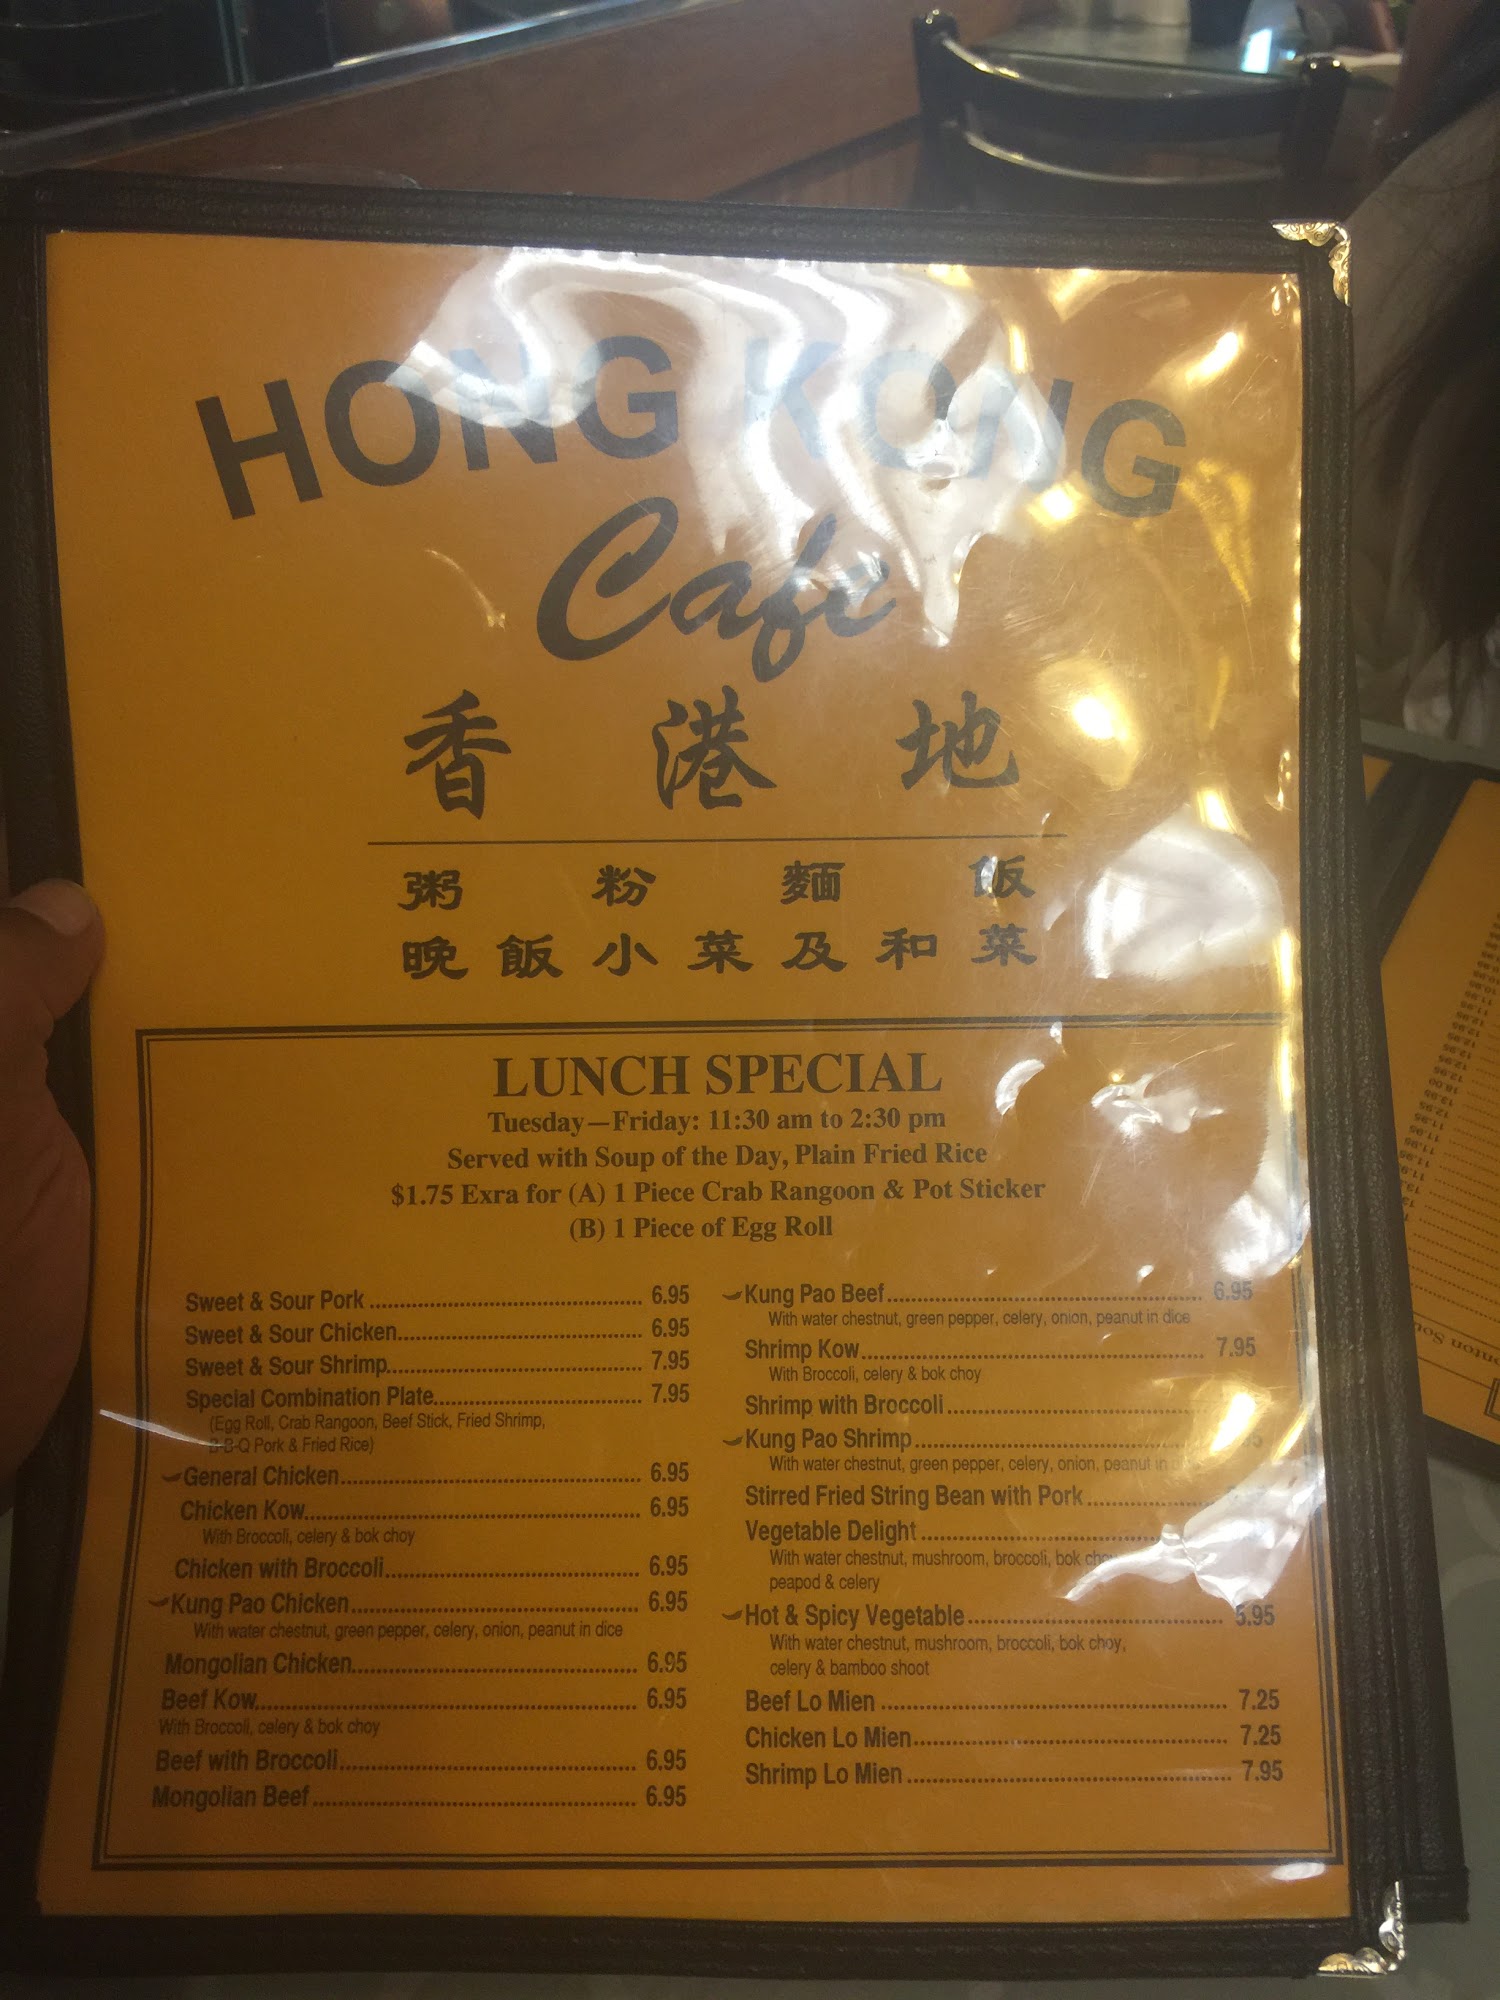 HONG KONG
Cafe
香港地
粥粉麵飯
晚飯小菜及和菜
LUNCH SPECIAL
Tuesday—Friday: 11:30 am to 2:30 pm
Served with Soup of the Day, Plain Fried Rice
$1.75 Exra for (A) 1 Piece Crab Rangoon & Pot Sticker
(B) 1 Piece of Egg Roll
Sweet & Sour Pork 6.95
Sweet & Sour Chicken 6.95
Sweet & Sour Shrimp 7.95
Special Combination Plate 7.95
(Egg Roll, Crab Rangoon, Beef Stick, Fried Shrimp,
B-B-Q Pork & Fried Rice)
General Chicken 6.95
Chicken Kow 6.95
With Broccoli, celery & bok choy
Chicken with Broccoli 6.95
Kung Pao Chicken 6.95
With water chestnut, green pepper, celery, onion, peanut in dice
Mongolian Chicken 6.95
Beef Kow 6.95
With Broccoli, celery & bok choy
Beef with Broccoli 6.95
Mongolian Beef 6.95
Kung Pao Beef 6.95
With water chestnut, green pepper, celery, onion, peanut in dice
Shrimp Kow 7.95
With Broccoli, celery & bok choy
Shrimp with Broccoli
Kung Pao Shrimp
With water chestnut, green pepper, celery, onion, peanut in
Stirred Fried String Bean with Pork
Vegetable Delight
With water chestnut, mushroom, broccoli, bok
peapod & celery
Hot & Spicy Vegetable 5.95
With water chestnut, mushroom, broccoli, bok choy,
celery & bamboo shoot
Beef Lo Mien 7.25
Chicken Lo Mien 7.25
Shrimp Lo Mien 7.95